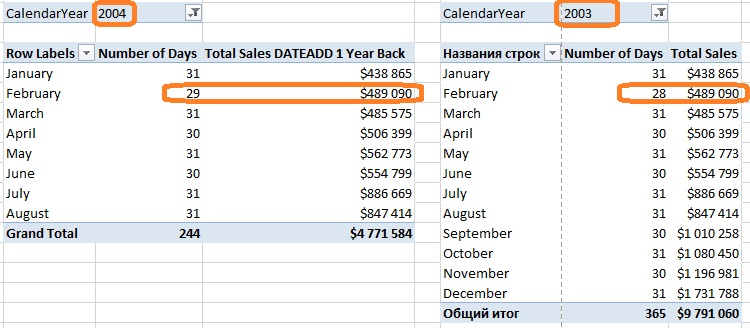 CalendarYear 2004
Row Labels Number of Days Total Sales DATEADD 1 Year Back
January 31 $438 865
February 29 $489 090
March 31 $485 575
April 30 $506 399
May 31 $562 773
June 30 $554 799
July 31 $886 669
August 31 $847 414
Grand Total 244 $4 771 584
CalendarYear 2003
Названия строк Number of Days Total Sales
January 31 $438 865
February 28 $489 090
March 31 $485 575
April 30 $506 399
May 31 $562 773
June 30 $554 799
July 31 $886 669
August 31 $847 414
September 30 $1 010 258
October 31 $1 080 450
November 30 $1 196 981
December 31 $1 731 788
Общий итог 365 $9 791 060